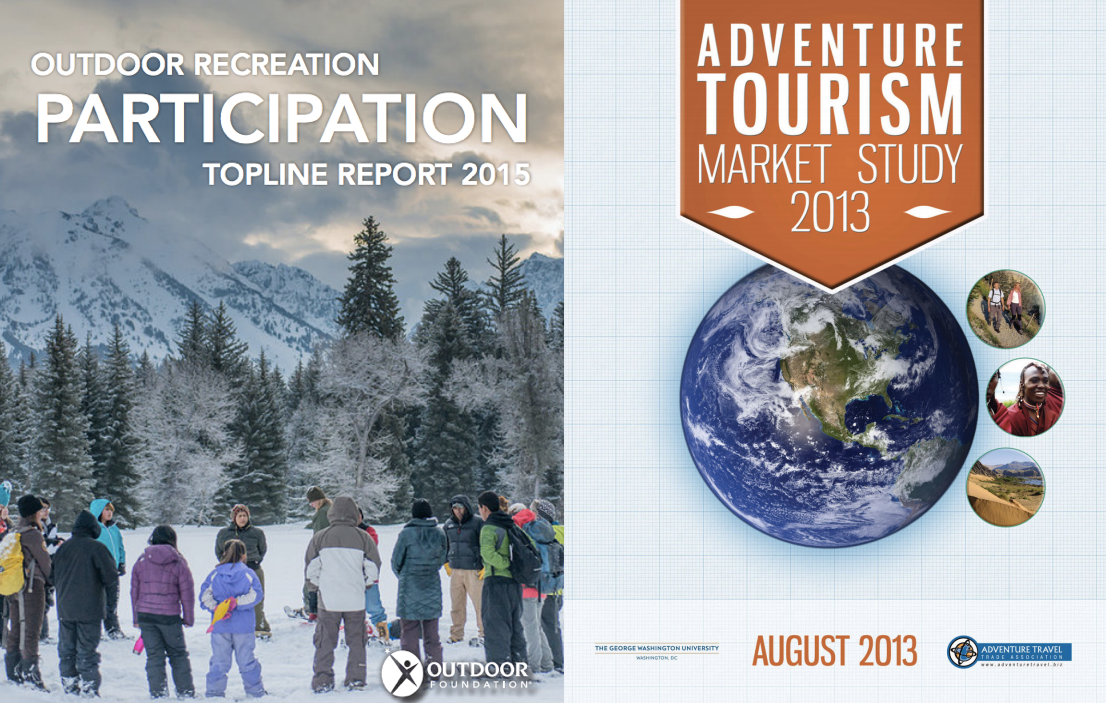 OUTDOOR RECREATION
PARTICIPATION
TOPLINE REPORT 2015
OUTDOOR
FOUNDATION
ADVENTURE
TOURISM
MARKET STUDY
2013
THE GEORGE WASHINGTON UNIVERSITY
WASHINGTON, DC
AUGUST 2013
ADVENTURE TRAVEL
TRADE ASSOCIATION
www.adventuretravel.biz